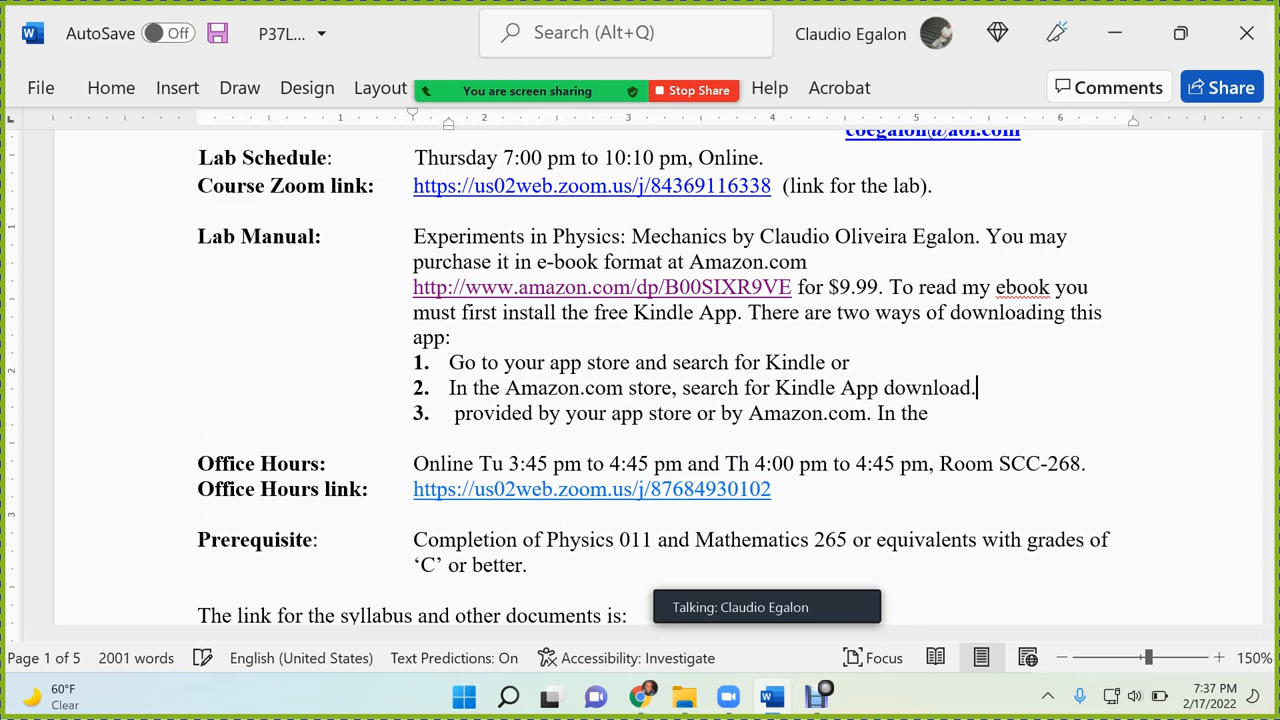 AutoSave Off P37L... Search (Alt+Q) Claudio Egalon
File Home Insert Draw Design Layout You are screen sharing Stop Share Help Acrobat Comments Share
1 2 3 4 5 6
coegalon@aol.com
Lab Schedule: Thursday 7:00 pm to 10:10 pm, Online.
Course Zoom link: https://us02web.zoom.us/j/84369116338 (link for the lab).
Lab Manual: Experiments in Physics: Mechanics by Claudio Oliveira Egalon. You may
purchase it in e-book format at Amazon.com
http://www.amazon.com/dp/B00SIXR9VE for $9.99. To read my ebook you
must first install the free Kindle App. There are two ways of downloading this
app:
1. Go to your app store and search for Kindle or
2. In the Amazon.com store, search for Kindle App download.
3. provided by your app store or by Amazon.com. In the
Office Hours: Online Tu 3:45 pm to 4:45 pm and Th 4:00 pm to 4:45 pm, Room SCC-268.
Office Hours link: https://us02web.zoom.us/j/87684930102
Prerequisite: Completion of Physics 011 and Mathematics 265 or equivalents with grades of
‘C’ or better.
The link for the syllabus and other documents is:
Talking: Claudio Egalon
Page 1 of 5 2001 words English (United States) Text Predictions: On Accessibility: Investigate Focus 150%
60°F
Clear
7:37 PM
2/17/2022